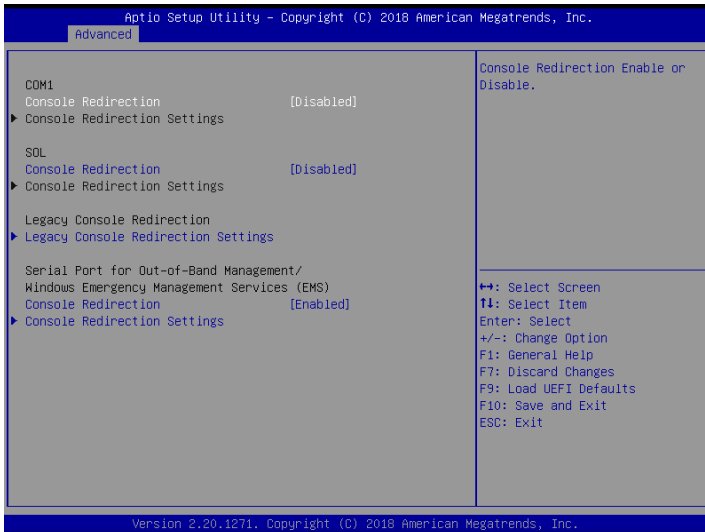 Aptio Setup Utility – Copyright (C) 2018 American Megatrends, Inc.
Advanced
COM1
Console Redirection [Disabled]
▶ Console Redirection Settings
SOL
Console Redirection [Disabled]
▶ Console Redirection Settings
Legacy Console Redirection
▶ Legacy Console Redirection Settings
Serial Port for Out-of-Band Management/
Windows Emergency Management Services (EMS)
Console Redirection [Enabled]
▶ Console Redirection Settings
Console Redirection Enable or
Disable.
↔: Select Screen
↑↓: Select Item
Enter: Select
+/-: Change Option
F1: General Help
F7: Discard Changes
F9: Load UEFI Defaults
F10: Save and Exit
ESC: Exit
Version 2.20.1271. Copyright (C) 2018 American Megatrends, Inc.